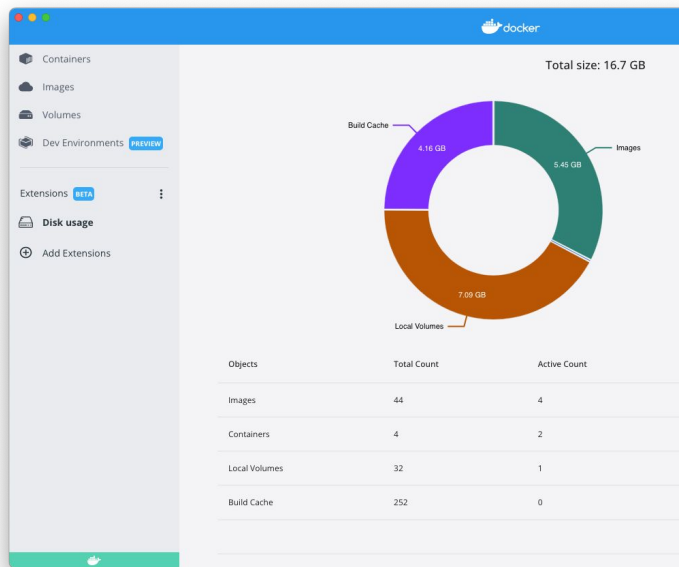 docker
Containers
Images
Volumes
Dev Environments PREVIEW
Extensions BETA
Disk usage
Add Extensions
Total size: 16.7 GB
Build Cache
4.16 GB
Images
5.45 GB
7.09 GB
Local Volumes
Objects Total Count Active Count
Images 44 4
Containers 4 2
Local Volumes 32 1
Build Cache 252 0